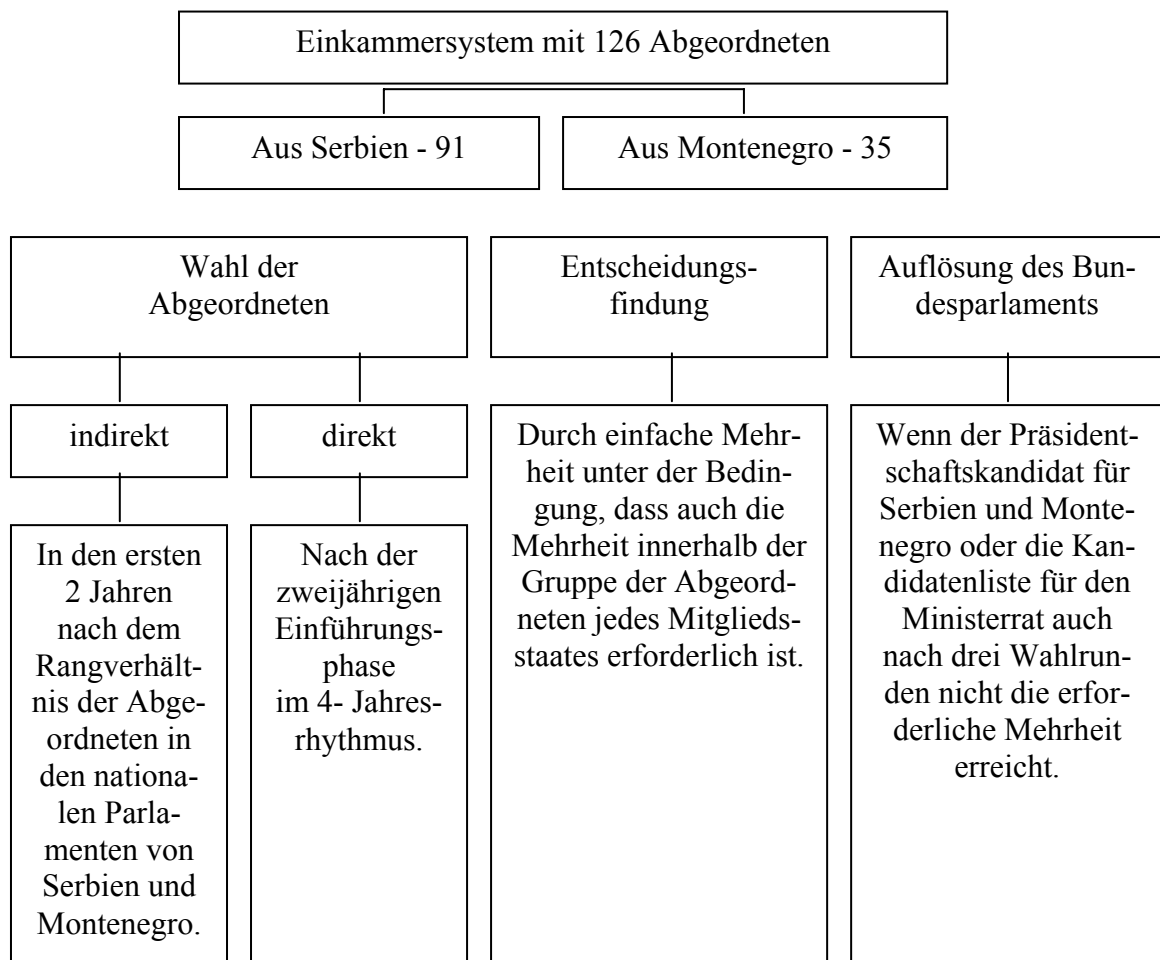 Einkammersystem mit 126 Abgeordneten
Aus Serbien - 91
Aus Montenegro - 35
Wahl der
Abgeordneten
indirekt
In den ersten
2 Jahren
nach dem
Rangverhält-
nis der Abge-
ordneten in
den nationa-
len Parla-
menten von
Serbien und
Montenegro.
direkt
Nach der
zweijährigen
Einführungs-
phase
im 4- Jahres-
rhythmus.
Entscheidungs-
findung
Durch einfache Mehr-
heit unter der Bedin-
gung, dass auch die
Mehrheit innerhalb der
Gruppe der Abgeord-
neten jedes Mitglieds-
staates erforderlich ist.
Auflösung des Bun-
desparlaments
Wenn der Präsident-
schaftskandidat für
Serbien und Monte-
negro oder die Kan-
didatenliste für den
Ministerrat auch
nach drei Wahlrun-
den nicht die erfor-
derliche Mehrheit
erreicht.